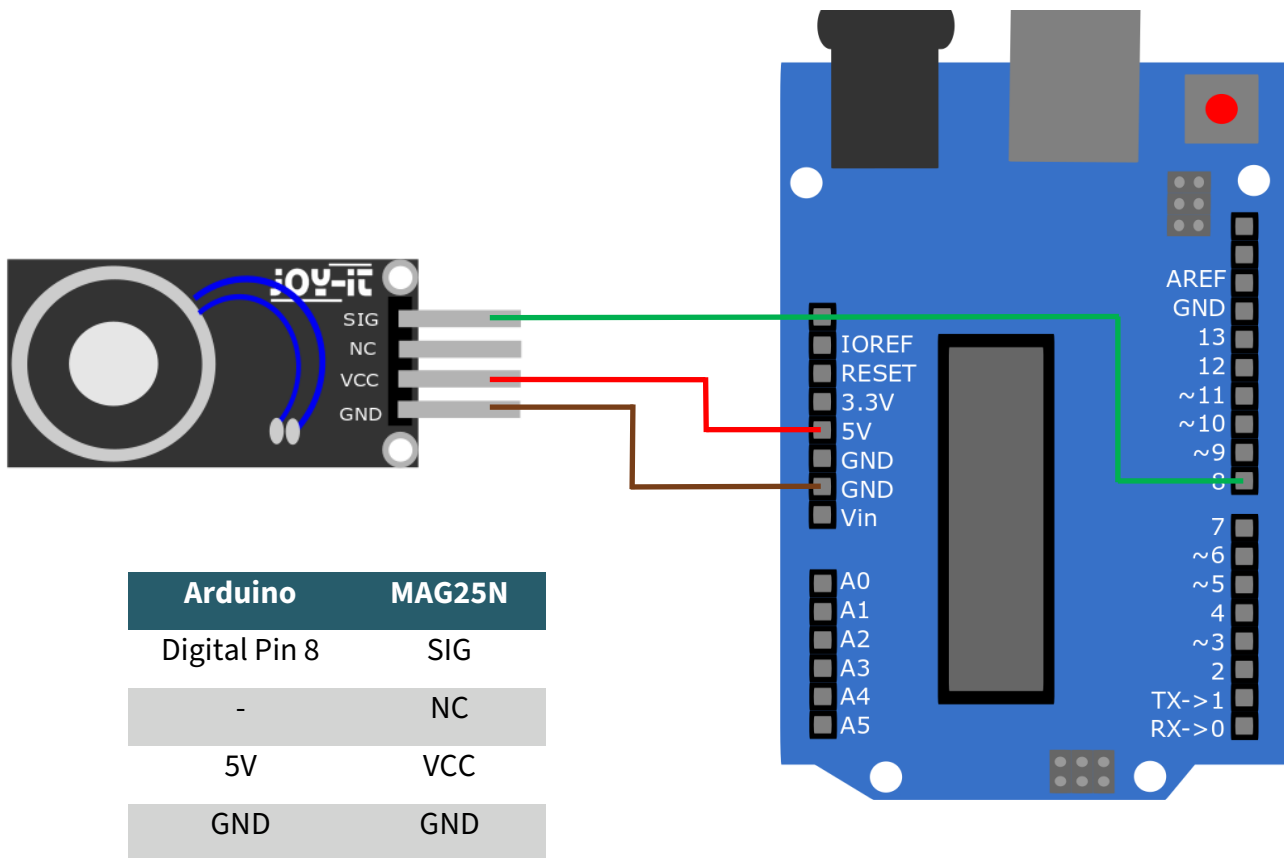 JOY-iT
SIG
NC
VCC
GND
IOREF
RESET
3.3V
5V
GND
GND
Vin
A0
A1
A2
A3
A4
A5
AREF
GND
13
12
~11
~10
~9
8
7
~6
~5
4
~3
2
TX->1
RX->0
Arduino MAG25N
Digital Pin 8 SIG
- NC
5V VCC
GND GND